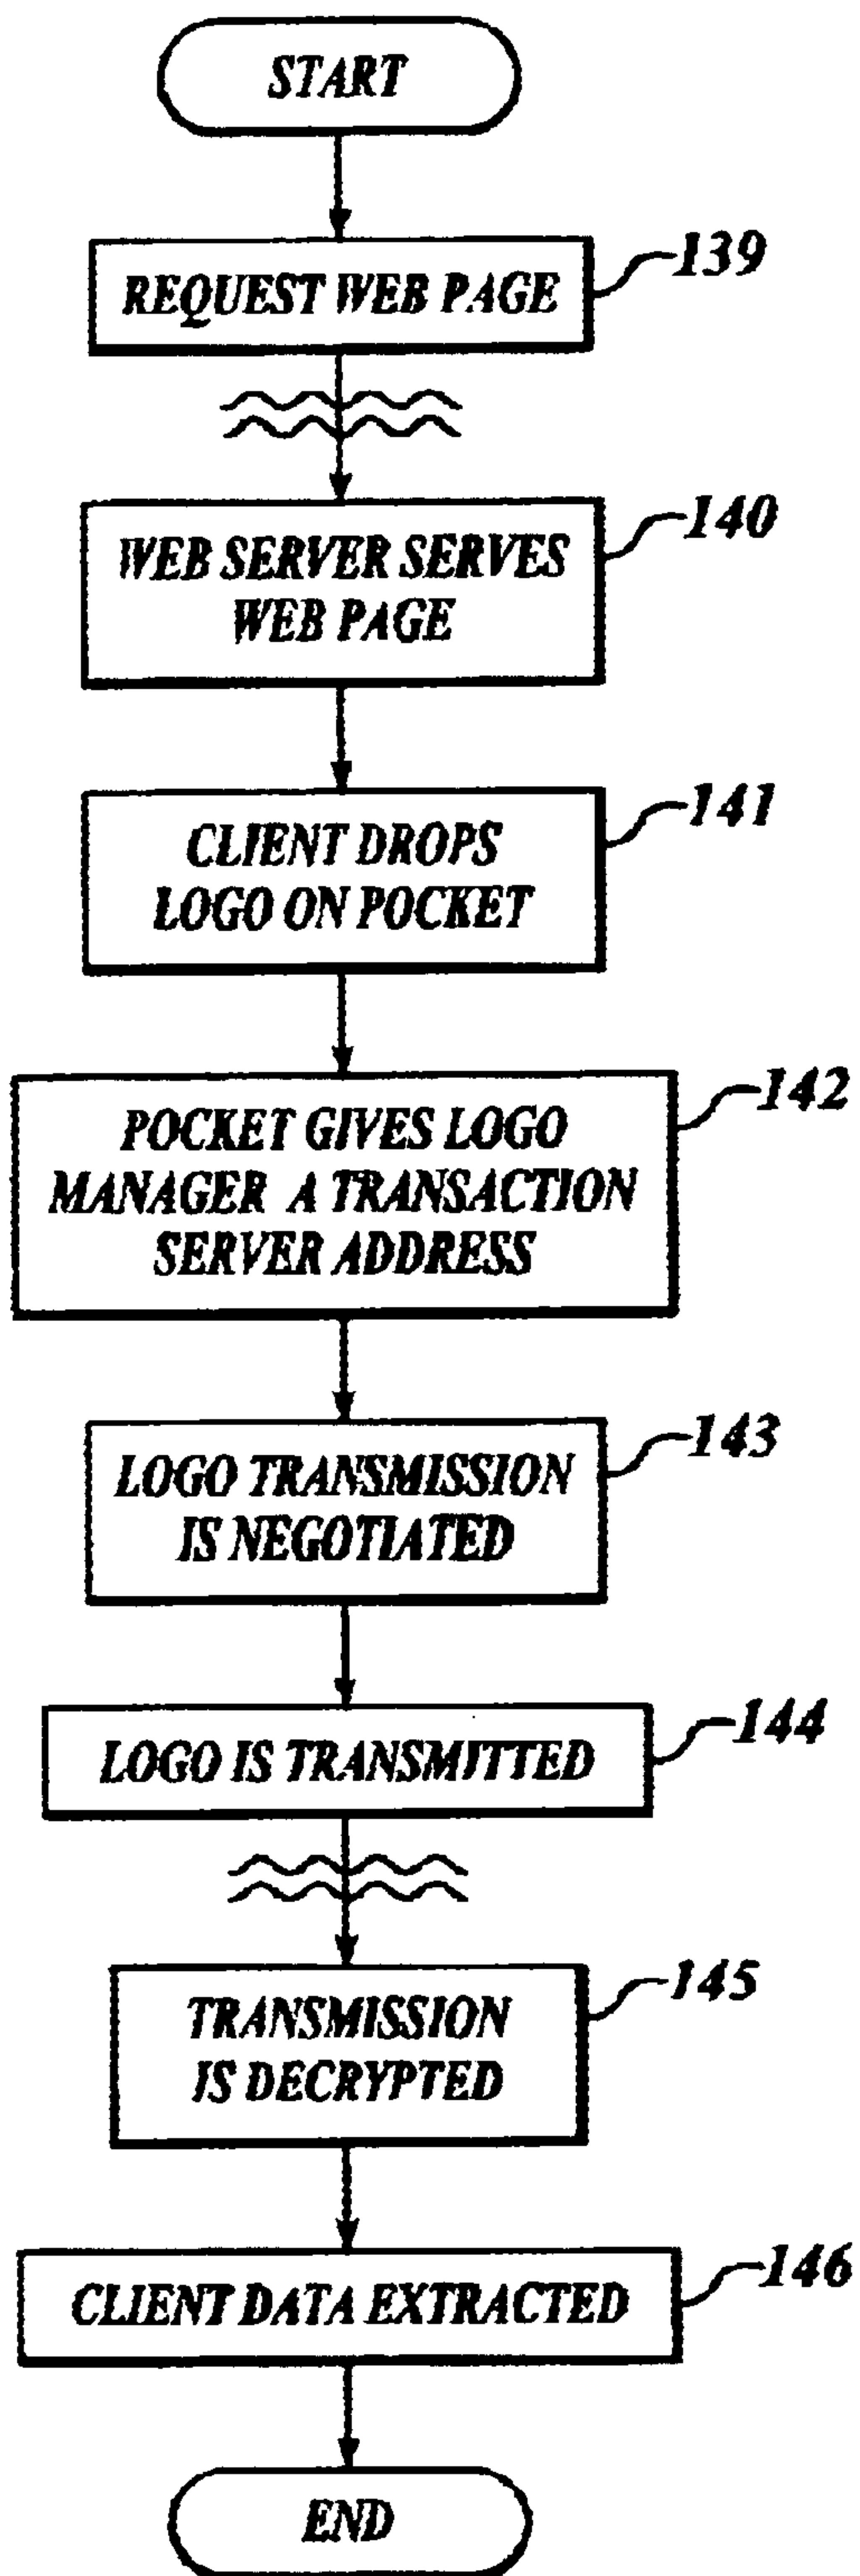 START
REQUEST WEB PAGE
139
WEB SERVER SERVES
WEB PAGE
140
CLIENT DROPS
LOGO ON POCKET
141
POCKET GIVES LOGO
MANAGER A TRANSACTION
SERVER ADDRESS
142
LOGO TRANSMISSION
IS NEGOTIATED
143
LOGO IS TRANSMITTED
144
TRANSMISSION
IS DECRYPTED
145
CLIENT DATA EXTRACTED
146
END